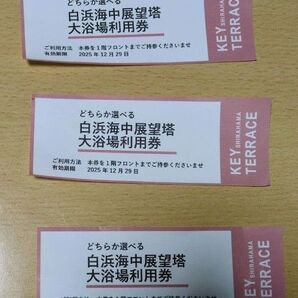 どちらか選べる
白浜海中展望塔
大浴場利用券
ご利用方法 本券を1階フロントまでご持参くださいませ
有効期限 2025年12月29日
KEY SHIRAHAMA
TERRACE
どちらか選べる
白浜海中展望塔
大浴場利用券
ご利用方法 本券を1階フロントまでご持参くださいませ
有効期限 2025年12月29日
KEY SHIRAHAMA
TERRACE
どちらか選べる
白浜海中展望塔
大浴場利用券
KEY SHIRAHAMA
TERRACE